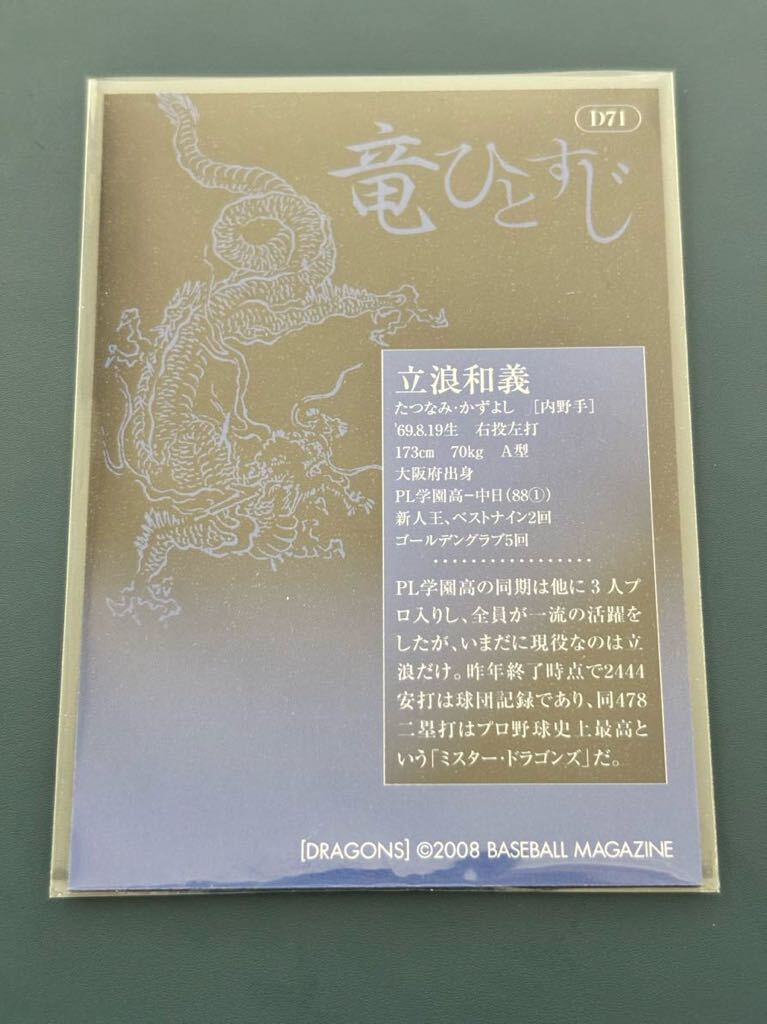 D71
竜ひとすじ
立浪和義
たつなみ・かずよし　［内野手］
'69.8.19生　右投左打
173㎝　70kg　A型
大阪府出身
PL学園高−中日（88①）
新人王、ベストナイン2回
ゴールデングラブ5回
PL学園高の同期は他に3人プ
ロ入りし、全員が一流の活躍を
したが、いまだに現役なのは立
浪だけ。昨年終了時点で2444
安打は球団記録であり、同478
二塁打はプロ野球史上最高と
いう「ミスター・ドラゴンズ」だ。
[DRAGONS] ©2008 BASEBALL MAGAZINE